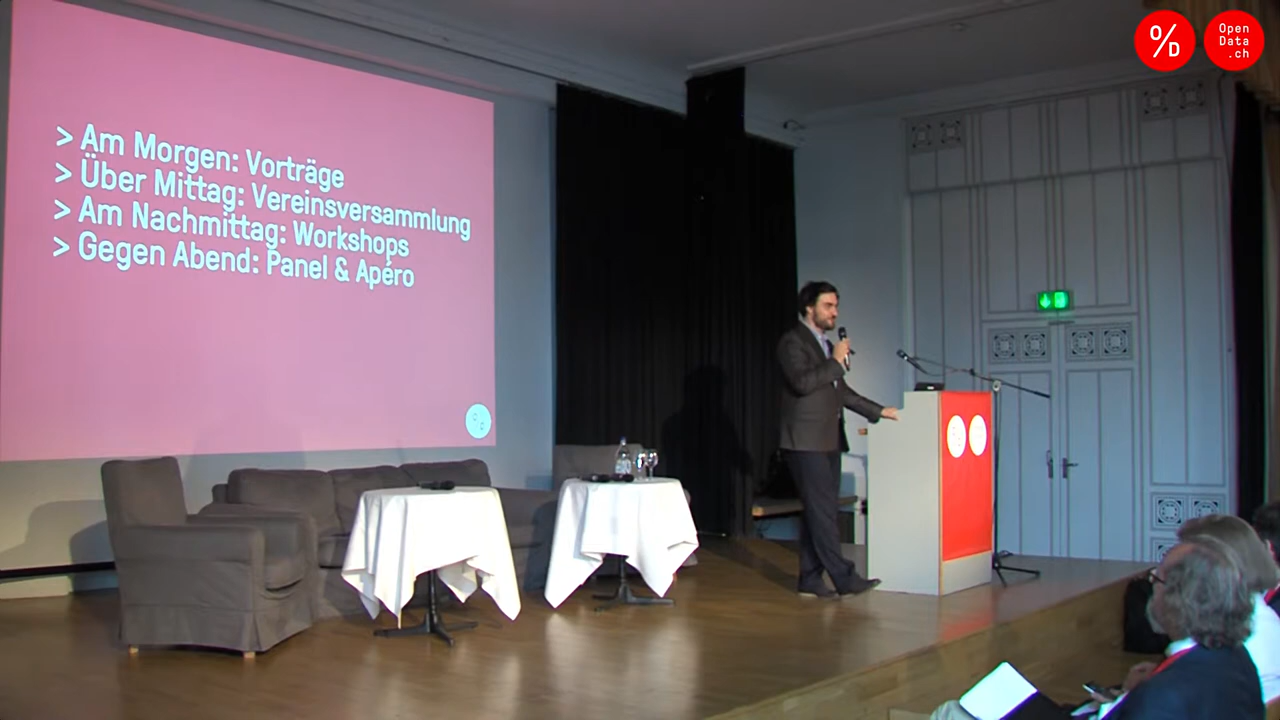 > Am Morgen: Vorträge
> Über Mittag: Vereinsversammlung
> Am Nachmittag: Workshops
> Gegen Abend: Panel & Apéro
%D
Open
Data
.ch